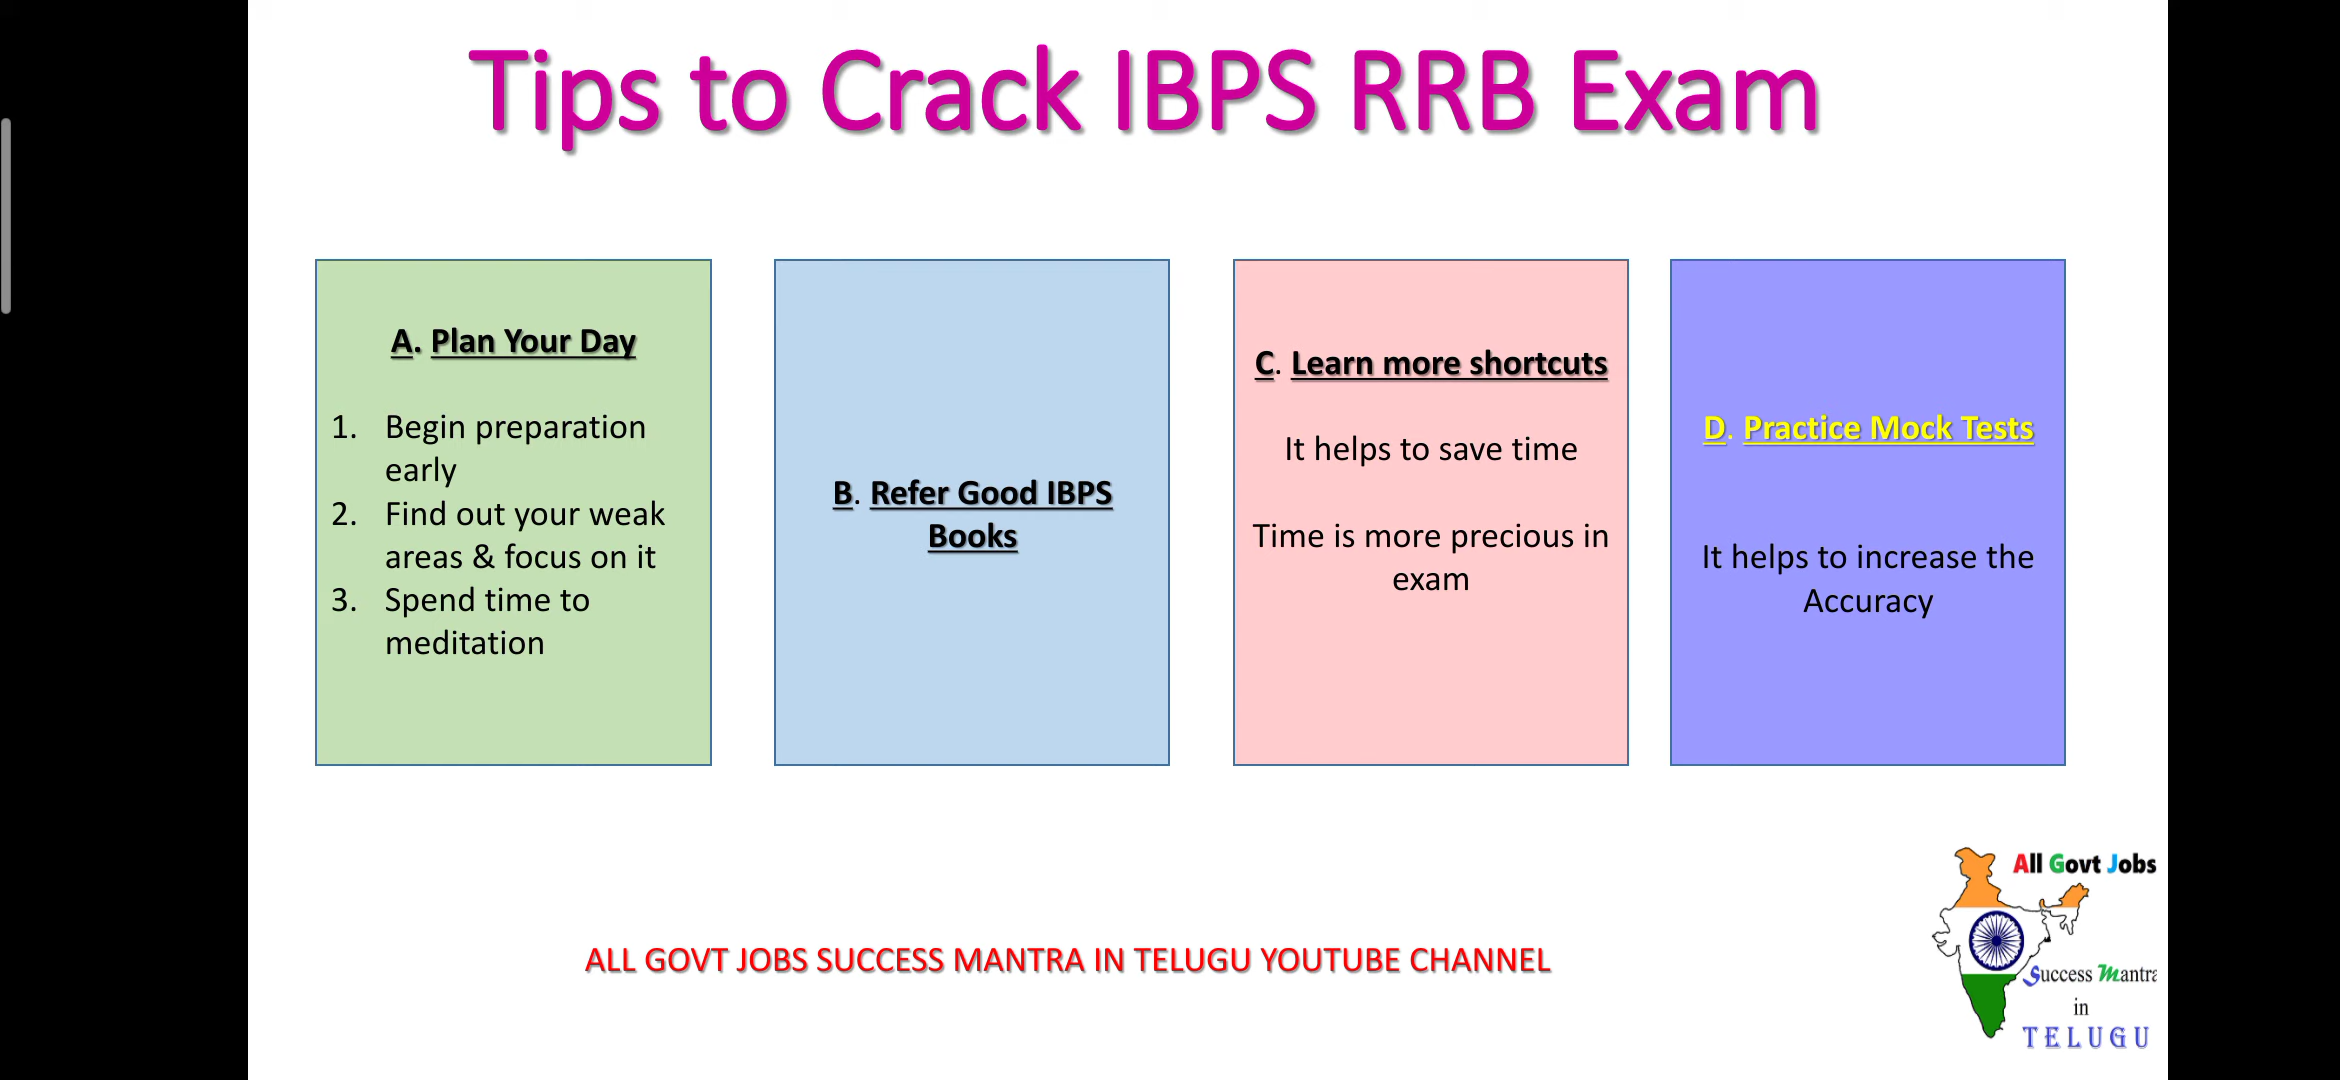 Tips to Crack IBPS RRB Exam
A. Plan Your Day
1. Begin preparation
early
2. Find out your weak
areas & focus on it
3. Spend time to
meditation
B. Refer Good IBPS
Books
C. Learn more shortcuts
It helps to save time
Time is more precious in
exam
D. Practice Mock Tests
It helps to increase the
Accuracy
ALL GOVT JOBS SUCCESS MANTRA IN TELUGU YOUTUBE CHANNEL
All Govt Jobs
Success Mantra
in
TELUGU